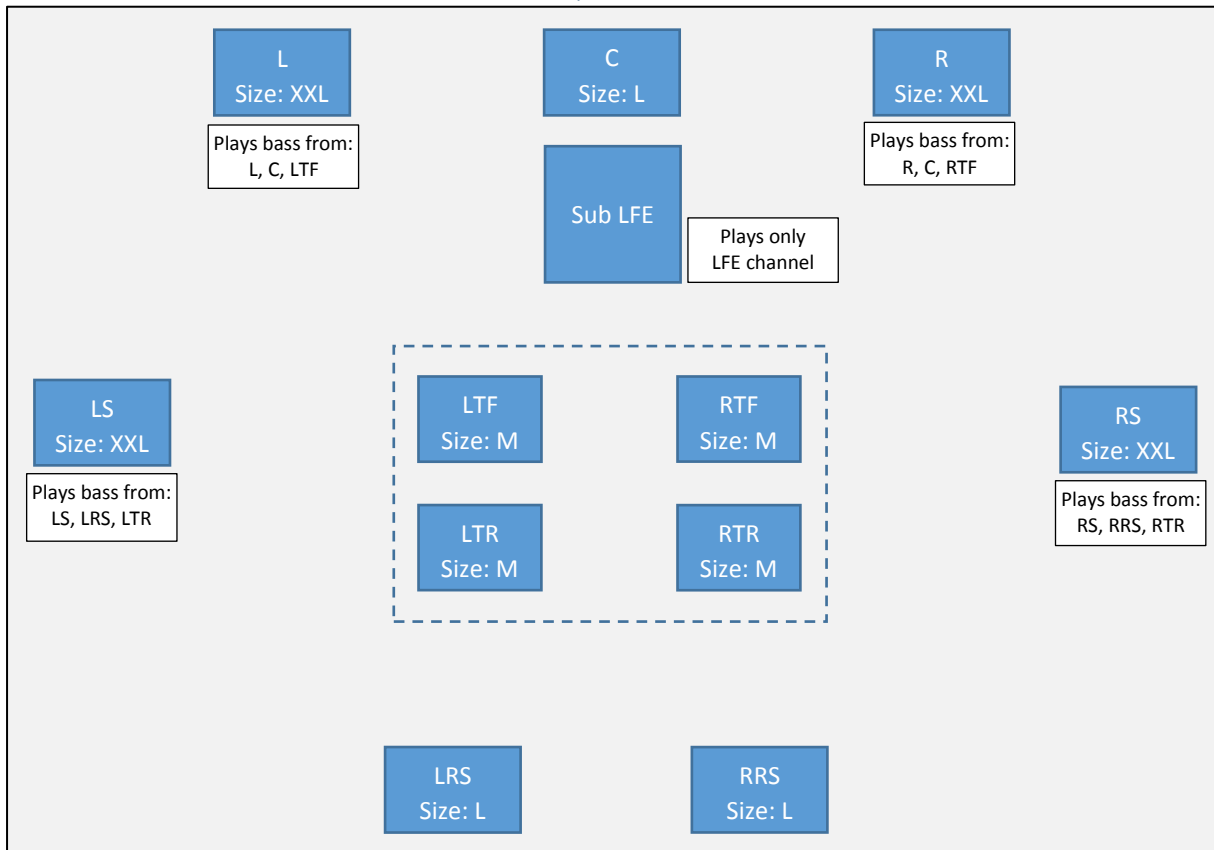 L
Size: XXL
C
Size: L
R
Size: XXL
Plays bass from:
L, C, LTF
Plays bass from:
R, C, RTF
Sub LFE
Plays only
LFE channel
LS
Size: XXL
LTF
Size: M
RTF
Size: M
RS
Size: XXL
Plays bass from:
LS, LRS, LTR
Plays bass from:
RS, RRS, RTR
LTR
Size: M
RTR
Size: M
LRS
Size: L
RRS
Size: L